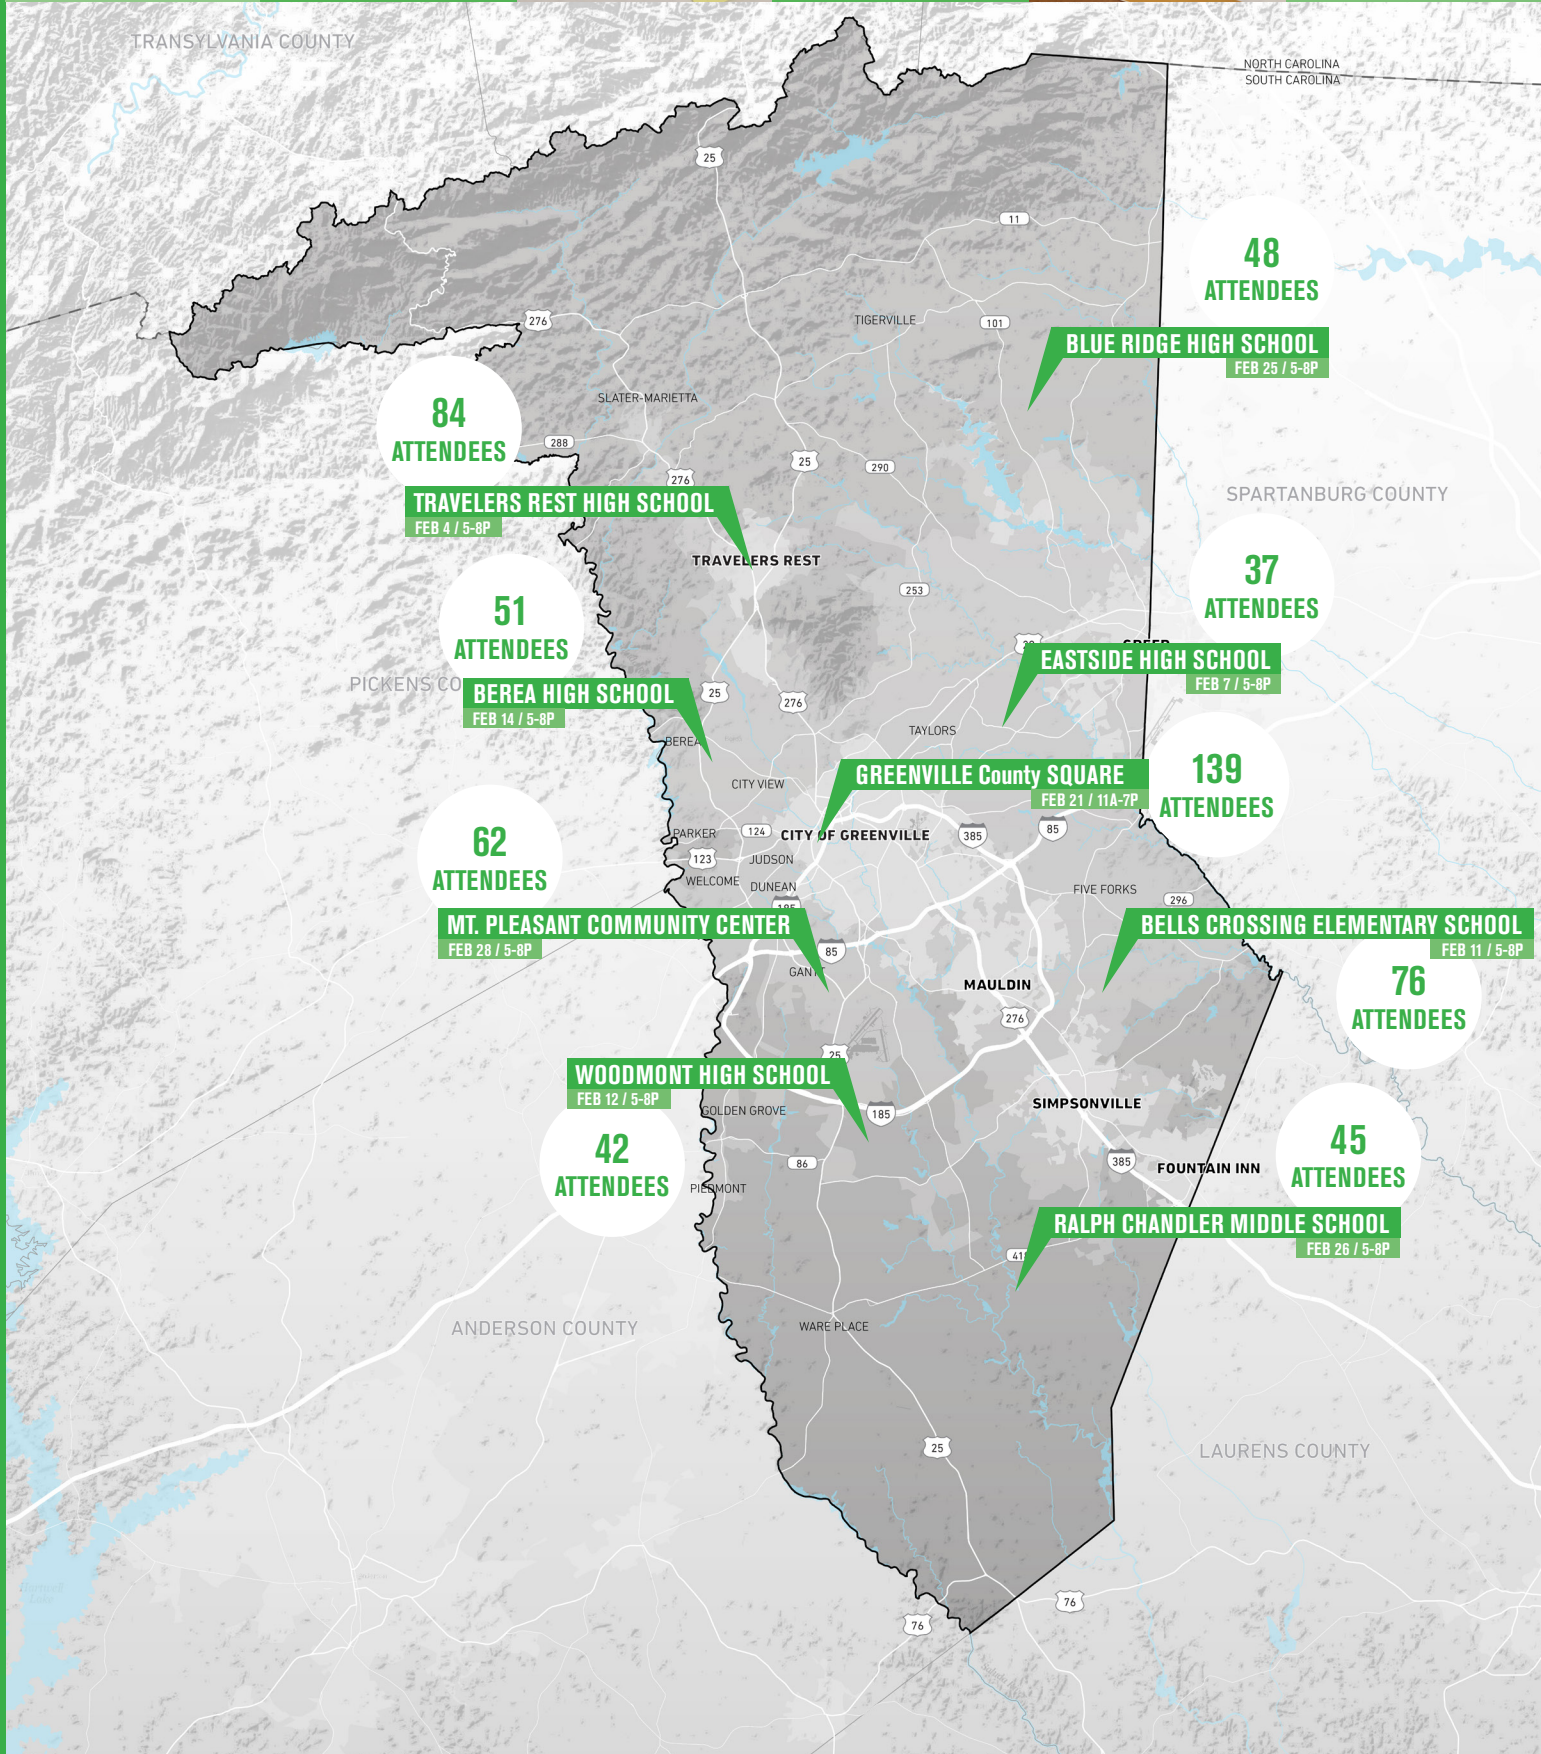 TRANSYLVANIA COUNTY
NORTH CAROLINA
SOUTH CAROLINA
25
11
48
ATTENDEES
276
TIGERVILLE
101
BLUE RIDGE HIGH SCHOOL
FEB 25 / 5-8P
SLATER-MARIETTA
84
ATTENDEES
288
25
290
276
TRAVELERS REST HIGH SCHOOL
FEB 4 / 5-8P
SPARTANBURG COUNTY
TRAVELERS REST
37
ATTENDEES
253
51
ATTENDEES
EASTSIDE HIGH SCHOOL
FEB 7 / 5-8P
PICKENS CO
BEREA HIGH SCHOOL
FEB 14 / 5-8P
25
276
TAYLORS
BEREA
139
ATTENDEES
GREENVILLE County SQUARE
FEB 21 / 11A-7P
CITY VIEW
PARKER
124
CITY OF GREENVILLE
385
85
62
ATTENDEES
123
JUDSON
WELCOME
DUNEAN
FIVE FORKS
296
185
MT. PLEASANT COMMUNITY CENTER
FEB 28 / 5-8P
BELLS CROSSING ELEMENTARY SCHOOL
FEB 11 / 5-8P
85
GANTT
MAULDIN
76
ATTENDEES
276
25
WOODMONT HIGH SCHOOL
FEB 12 / 5-8P
GOLDEN GROVE
185
SIMPSONVILLE
42
ATTENDEES
45
ATTENDEES
86
385
FOUNTAIN INN
PIEDMONT
RALPH CHANDLER MIDDLE SCHOOL
FEB 26 / 5-8P
418
ANDERSON COUNTY
WARE PLACE
25
LAURENS COUNTY
Hartwell
Lake
76
76